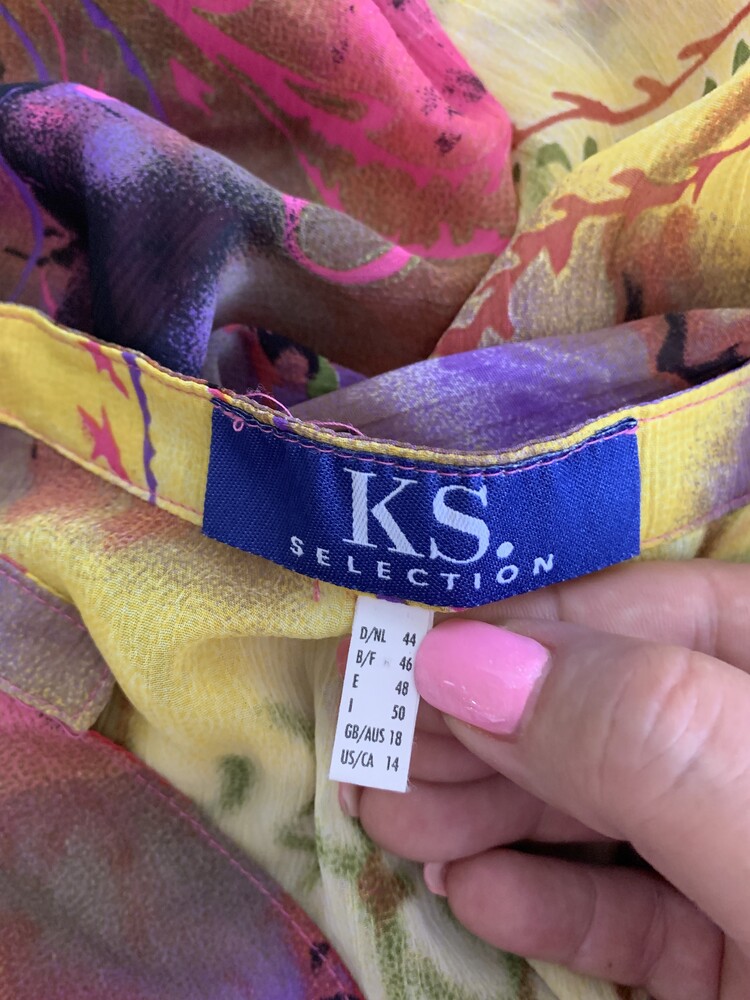 KS.
SELECTION
D/NL 44
B/F 46
E 48
I 50
GB/AUS 18
US/CA 14